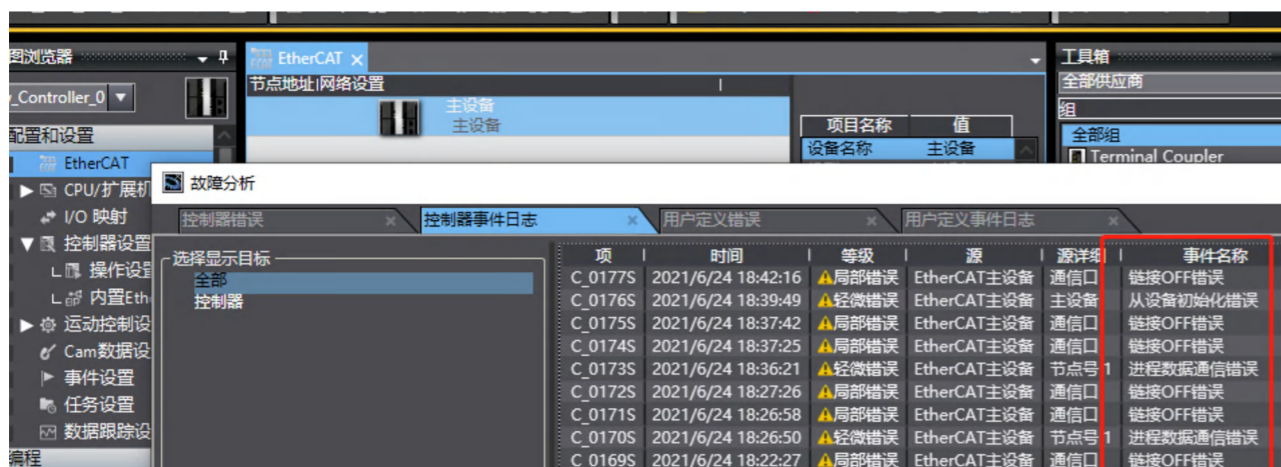 图浏览器
EtherCAT
工具箱
节点地址|网络设置
全部供应商
_Controller_0
主设备
主设备
组
项目名称 值
配置和设置
全部组
EtherCAT
设备名称 主设备
Terminal Coupler
CPU/扩展机
故障分析
I/O 映射
控制器错误 控制器事件日志 用户定义错误 用户定义事件日志
控制器设置
选择显示目标
项 时间 等级 源 源详细 事件名称
操作设置
全部
C_0177S 2021/6/24 18:42:16 局部错误 EtherCAT主设备 通信口 链接OFF错误
内置Eth
控制器
C_0176S 2021/6/24 18:39:49 轻微错误 EtherCAT主设备 主设备 从设备初始化错误
运动控制设
C_0175S 2021/6/24 18:37:42 局部错误 EtherCAT主设备 通信口 链接OFF错误
Cam数据设
C_0174S 2021/6/24 18:37:25 局部错误 EtherCAT主设备 通信口 链接OFF错误
事件设置
C_0173S 2021/6/24 18:36:21 轻微错误 EtherCAT主设备 节点号 1 进程数据通信错误
任务设置
C_0172S 2021/6/24 18:27:26 局部错误 EtherCAT主设备 通信口 链接OFF错误
C_0171S 2021/6/24 18:26:58 局部错误 EtherCAT主设备 通信口 链接OFF错误
数据跟踪设
C_0170S 2021/6/24 18:26:50 轻微错误 EtherCAT主设备 节点号 1 进程数据通信错误
编程
C_0169S 2021/6/24 18:22:27 局部错误 EtherCAT主设备 通信口 链接OFF错误